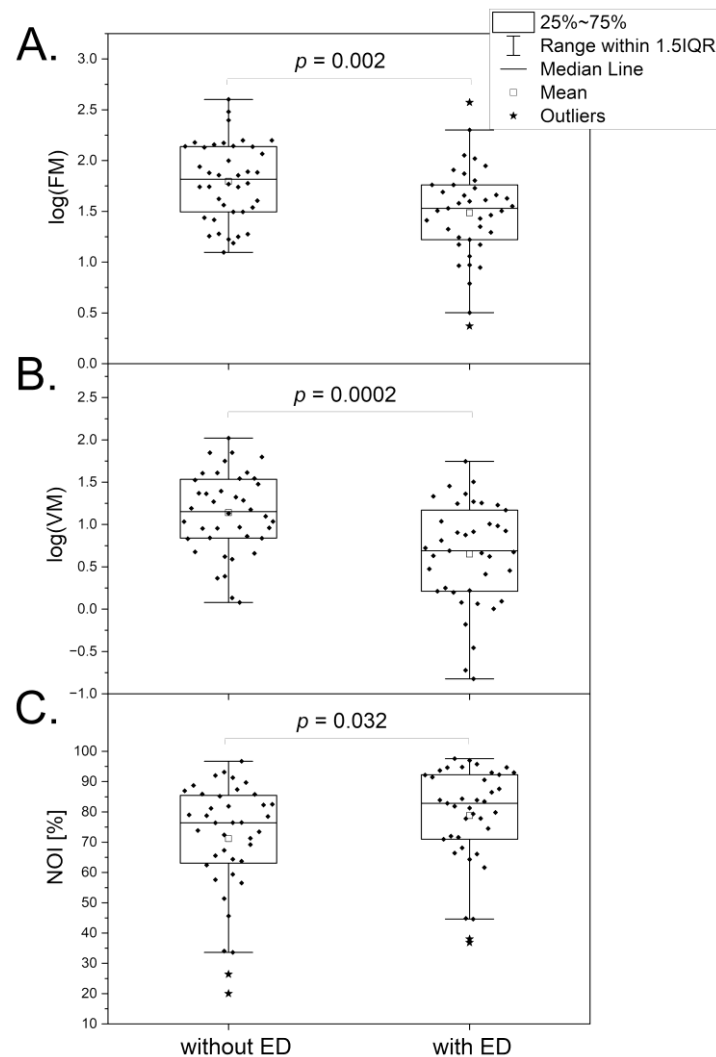 25%~75%
Range within 1.5IQR
Median Line
Mean
Outliers
A.
p = 0.002
log(FM)
3.0
2.5
2.0
1.5
1.0
0.5
0.0
B.
p = 0.0002
log(VM)
2.5
2.0
1.5
1.0
0.5
0.0
−0.5
−1.0
C.
p = 0.032
NOI [%]
100
90
80
70
60
50
40
30
20
10
without ED with ED